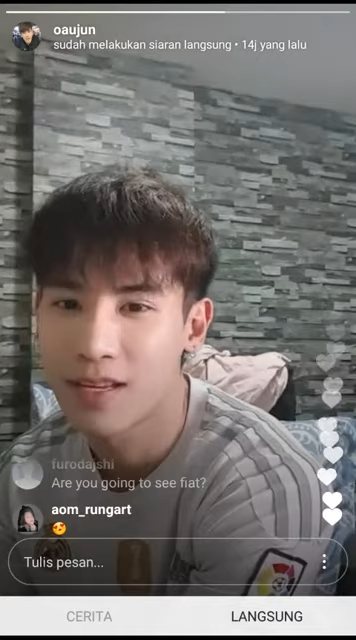 oaujun
sudah melakukan siaran langsung • 14j yang lalu
furodajshi
Are you going to see fiat?
aom_rungart
Tulis pesan...
CERITA
LANGSUNG